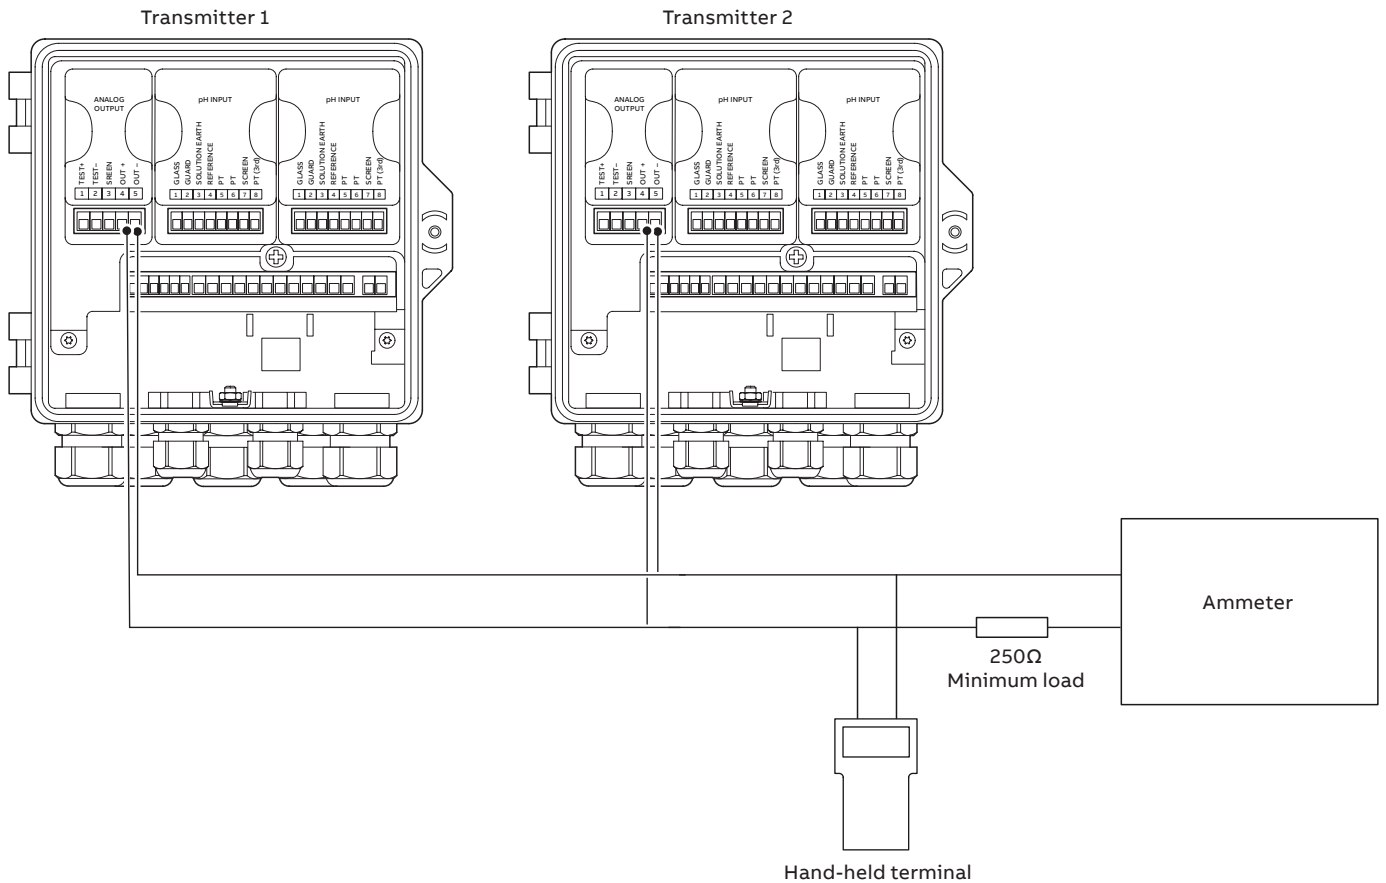 Transmitter 1
Transmitter 2
ANALOG
OUTPUT
TEST+
TEST–
SREEN
OUT +
OUT –
1 2 3 4 5
pH INPUT
GLASS
GUARD
SOLUTION EARTH
REFERENCE
PT
PT
SCREEN
PT (3rd)
1 2 3 4 5 6 7 8
pH INPUT
GLASS
GUARD
SOLUTION EARTH
REFERENCE
PT
PT
SCREEN
PT (3rd)
1 2 3 4 5 6 7 8
ANALOG
OUTPUT
TEST+
TEST–
SREEN
OUT +
OUT –
1 2 3 4 5
pH INPUT
GLASS
GUARD
SOLUTION EARTH
REFERENCE
PT
PT
SCREEN
PT (3rd)
1 2 3 4 5 6 7 8
pH INPUT
GLASS
GUARD
SOLUTION EARTH
REFERENCE
PT
PT
SCREEN
PT (3rd)
1 2 3 4 5 6 7 8
Ammeter
250Ω
Minimum load
Hand-held terminal